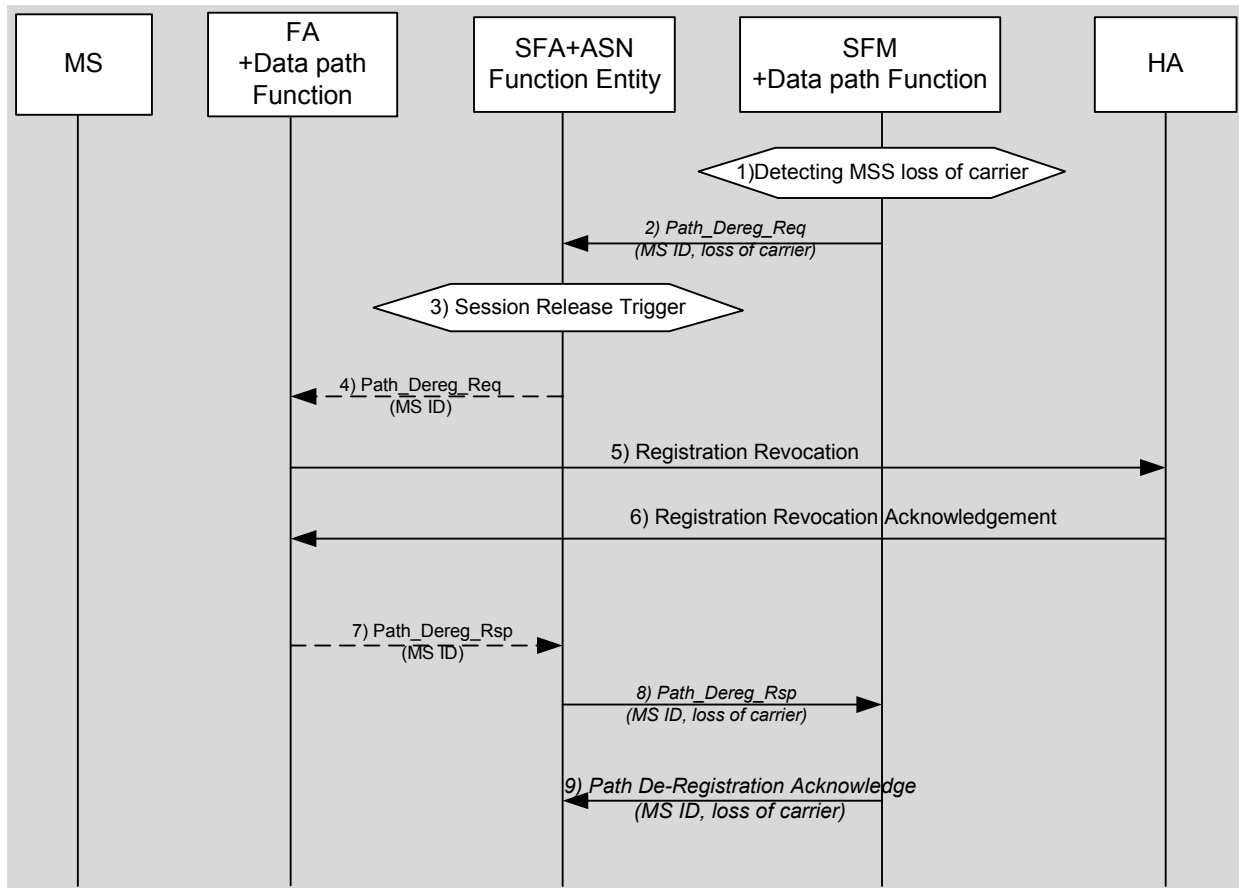 MS
FA
+Data path
Function
SFA+ASN
Function Entity
SFM
+Data path Function
HA
1)Detecting MSS loss of carrier
2) Path_Dereg_Req
(MS ID, loss of carrier)
3) Session Release Trigger
4) Path_Dereg_Req
(MS ID)
5) Registration Revocation
6) Registration Revocation Acknowledgement
7) Path_Dereg_Rsp
(MS ID)
8) Path_Dereg_Rsp
(MS ID, loss of carrier)
9) Path De-Registration Acknowledge
(MS ID, loss of carrier)